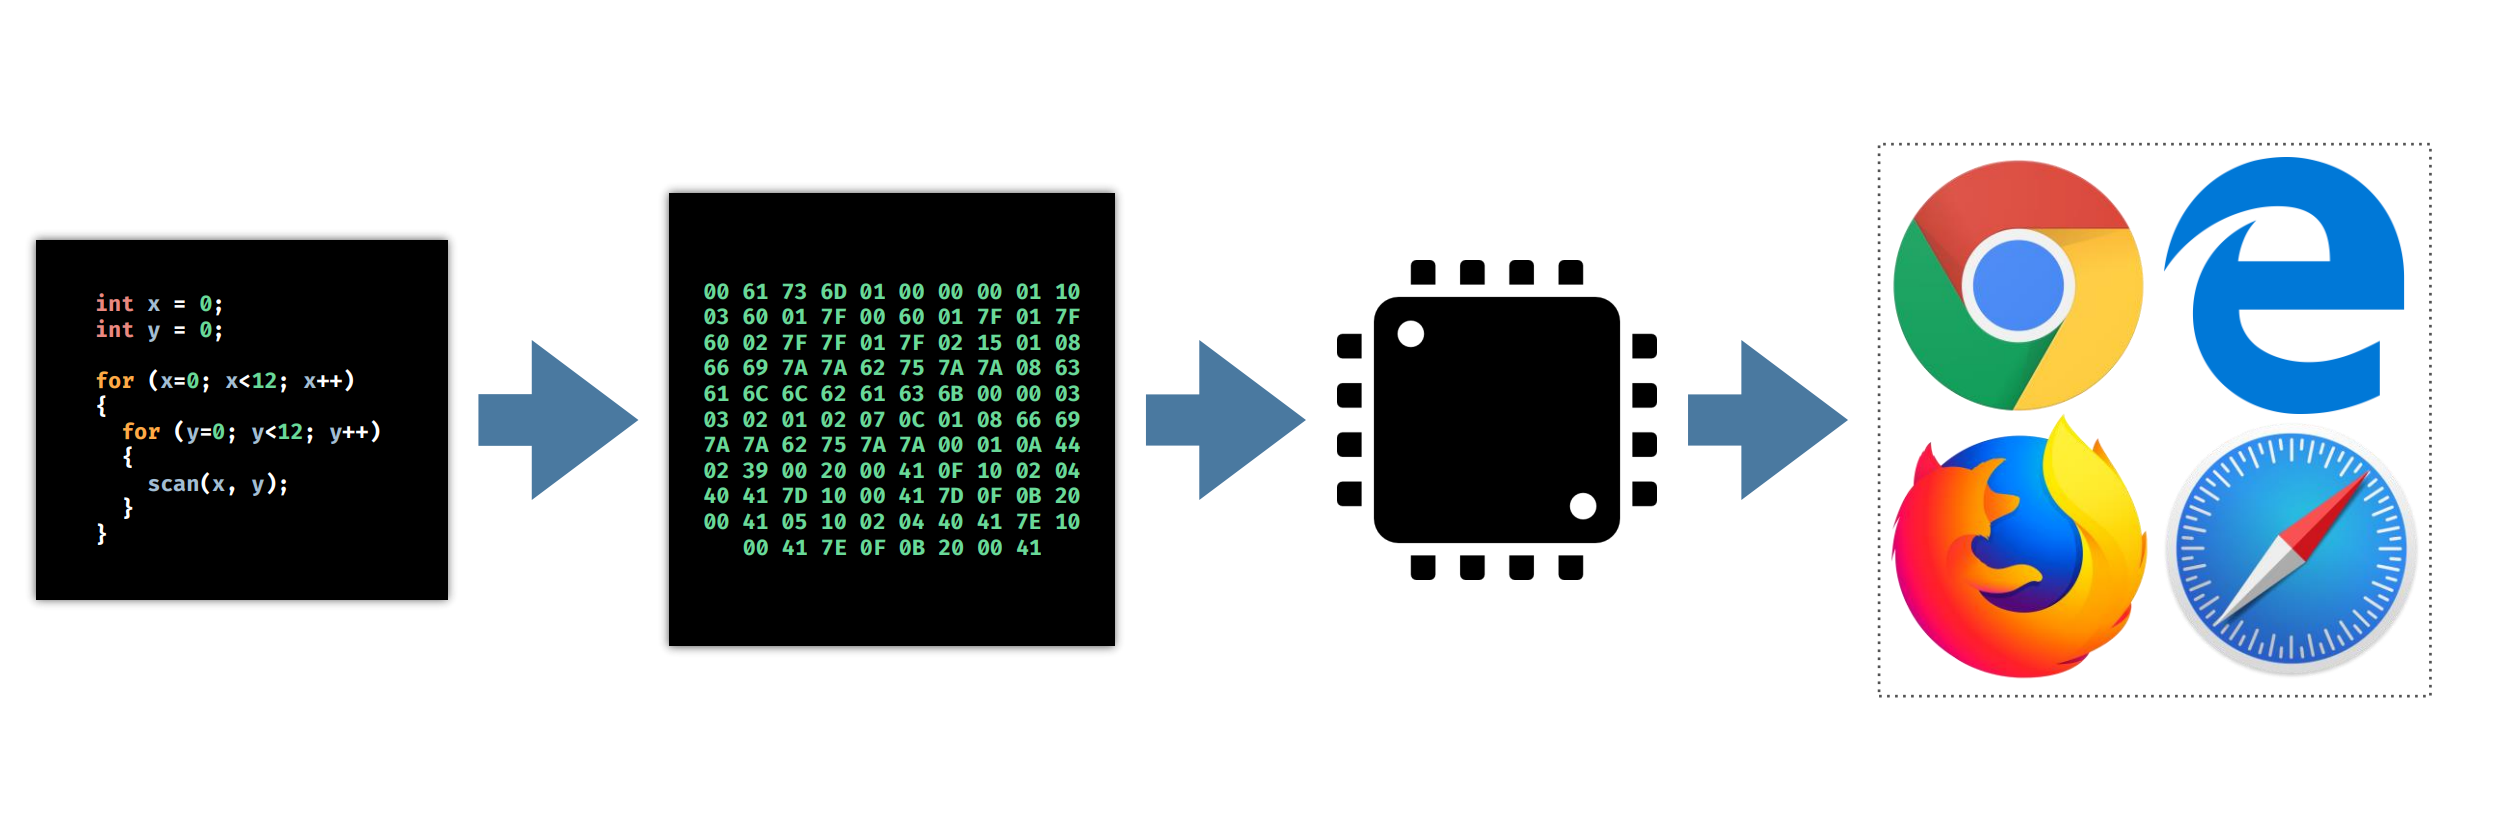 int x = 0;
int y = 0;
for (x=0; x<12; x++)
{
for (y=0; y<12; y++)
{
scan(x, y);
}
}
00 61 73 6D 01 00 00 00 01 10
03 60 01 7F 00 60 01 7F 01 7F
60 02 7F 7F 01 7F 02 15 01 08
66 69 7A 7A 62 75 7A 7A 08 63
61 6C 6C 62 61 63 6B 00 00 03
03 02 01 02 07 0C 01 08 66 69
7A 7A 62 75 7A 7A 00 01 0A 44
02 39 00 20 00 41 0F 10 02 04
40 41 7D 10 00 41 7D 0F 0B 20
00 41 05 10 02 04 40 41 7E 10
00 41 7E 0F 0B 20 00 41